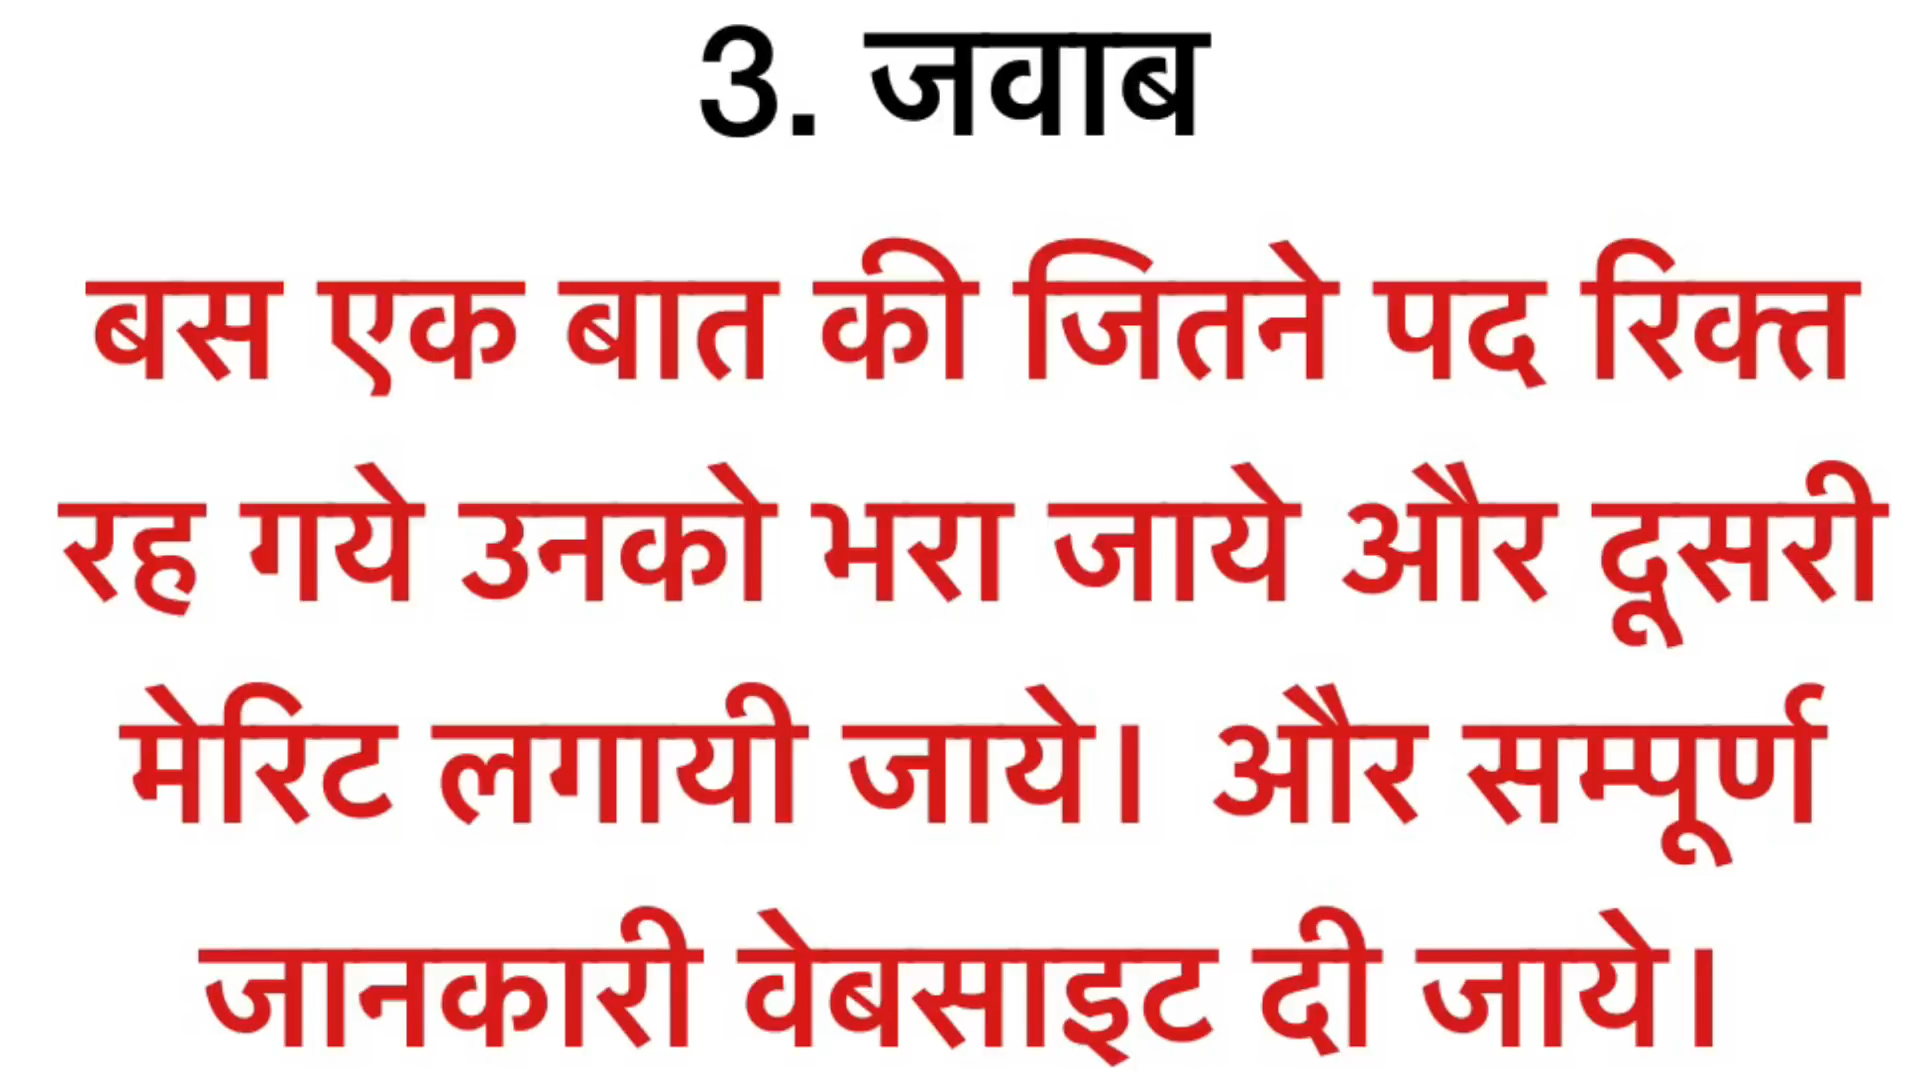 3. जवाब
बस एक बात की जितने पद रिक्त
रह गये उनको भरा जाये और दूसरी
मेरिट लगायी जाये। और सम्पूर्ण
जानकारी वेबसाइट दी जाये।